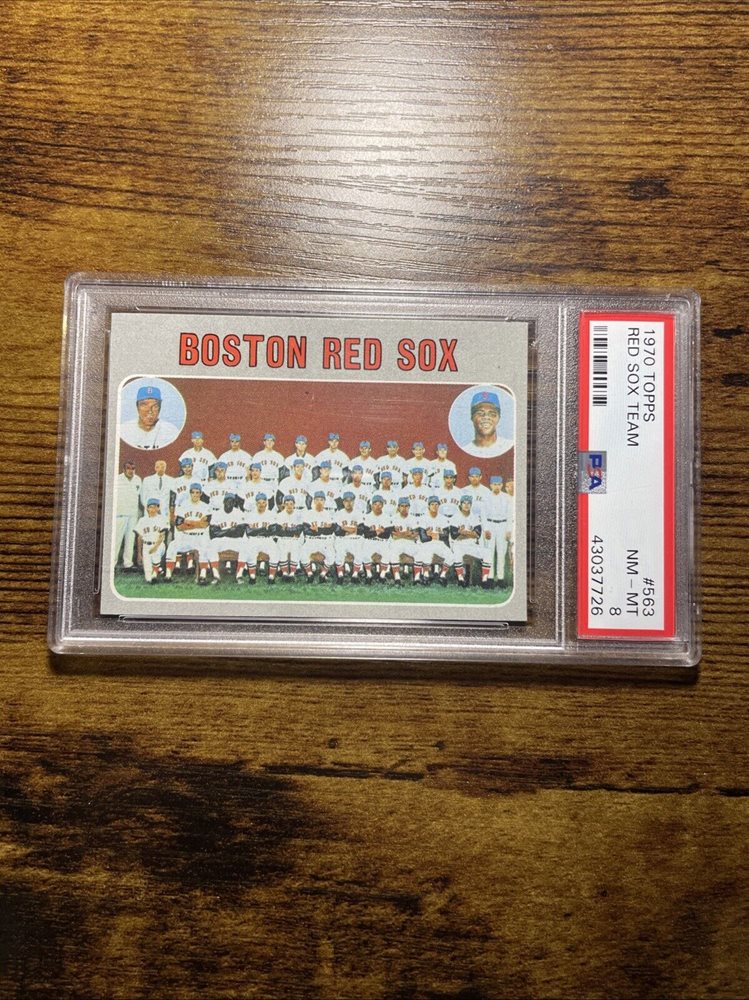 BOSTON RED SOX
1970 TOPPS #563
RED SOX TEAM NM-MT
8
PSA 43037726